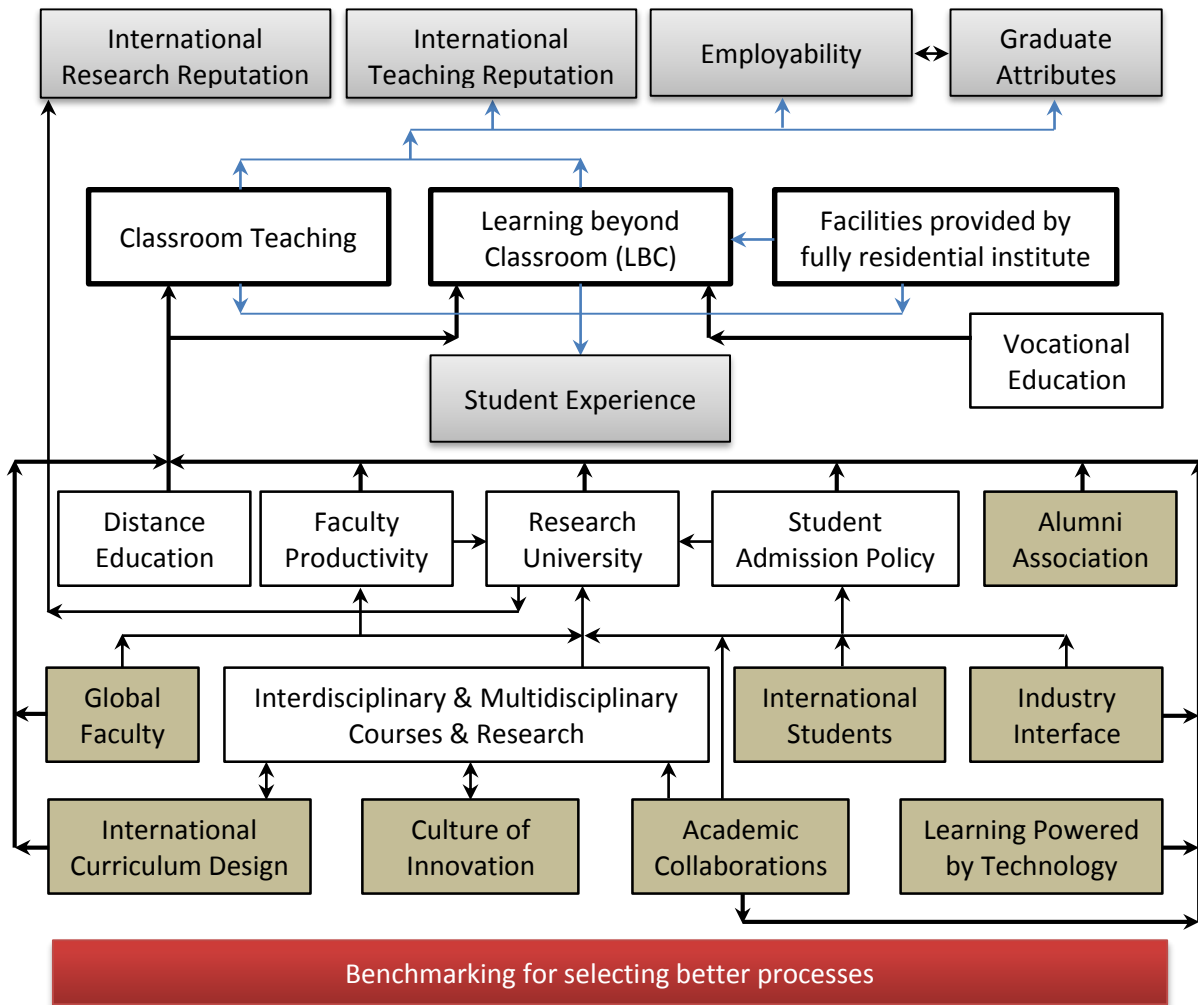 International
Research Reputation
International
Teaching Reputation
Employability
Graduate
Attributes
Classroom Teaching
Learning beyond
Classroom (LBC)
Facilities provided by
fully residential institute
Vocational
Education
Student Experience
Distance
Education
Faculty
Productivity
Research
University
Student
Admission Policy
Alumni
Association
Global
Faculty
Interdisciplinary & Multidisciplinary
Courses & Research
International
Students
Industry
Interface
International
Curriculum Design
Culture of
Innovation
Academic
Collaborations
Learning Powered
by Technology
Benchmarking for selecting better processes